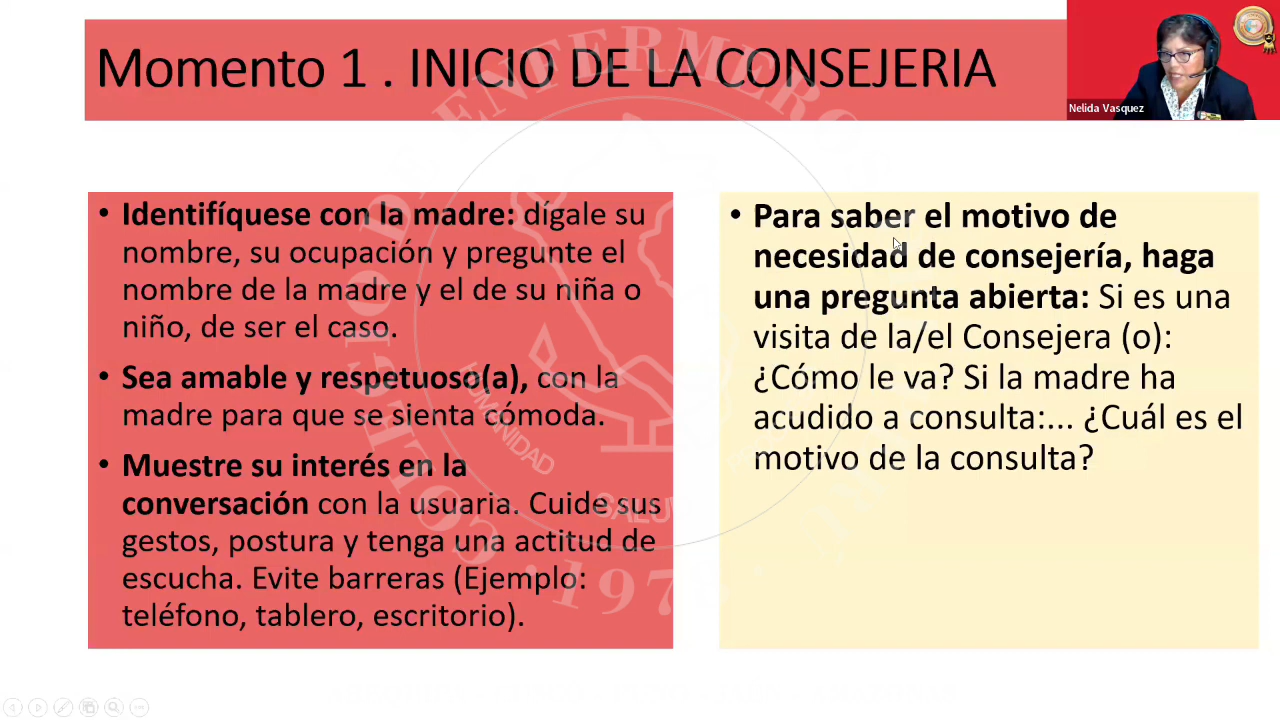 Momento 1 . INICIO DE LA CONSEJERIA
Nelida Vasquez
• Identifíquese con la madre: dígale su
nombre, su ocupación y pregunte el
nombre de la madre y el de su niña o
niño, de ser el caso.
• Sea amable y respetuoso(a), con la
madre para que se sienta cómoda.
• Muestre su interés en la
conversación con la usuaria. Cuide sus
gestos, postura y tenga una actitud de
escucha. Evite barreras (Ejemplo:
teléfono, tablero, escritorio).
• Para saber el motivo de
necesidad de consejería, haga
una pregunta abierta: Si es una
visita de la/el Consejera (o):
¿Cómo le va? Si la madre ha
acudido a consulta:... ¿Cuál es el
motivo de la consulta?
HUMANIDAD